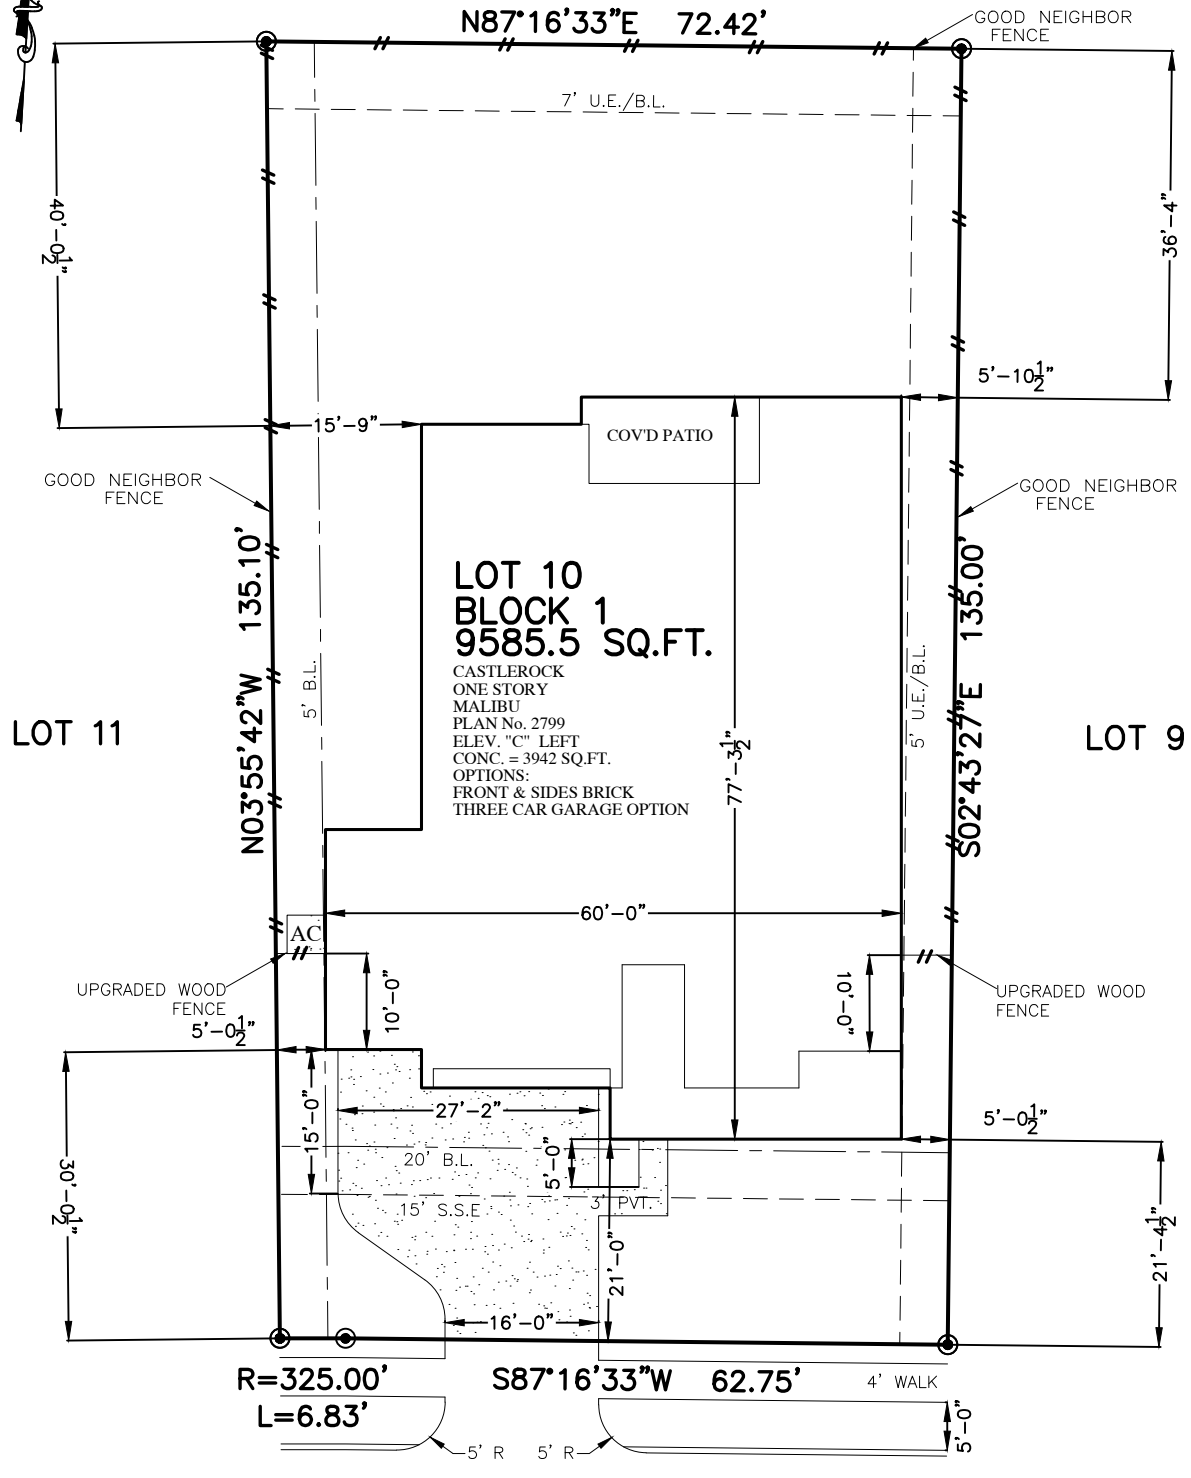 N87°16'33"E 72.42'
GOOD NEIGHBOR
FENCE
7' U.E./B.L.
40'-0½"
36'-4"
5'-10½"
15'-9"
COV'D PATIO
GOOD NEIGHBOR
FENCE
GOOD NEIGHBOR
FENCE
N03°55'42"W 135.10'
S02°43'27"E 135.00'
LOT 10
BLOCK 1
9585.5 SQ.FT.
CASTLEROCK
ONE STORY
MALIBU
PLAN No. 2799
ELEV. "C" LEFT
CONC. = 3942 SQ.FT.
OPTIONS:
FRONT & SIDES BRICK
THREE CAR GARAGE OPTION
5' B.L.
5' U.E./B.L.
LOT 11
LOT 9
77'-3½"
60'-0"
AC
UPGRADED WOOD
FENCE
UPGRADED WOOD
FENCE
10'-0"
10'-0"
5'-0½"
5'-0½"
15'-0"
27'-2"
20' B.L.
5'-0"
15' S.S.E
3' PVT.
30'-0½"
21'-0"
21'-4½"
16'-0"
R=325.00'
L=6.83'
S87°16'33"W 62.75'
4' WALK
5'-0"
5' R
5' R